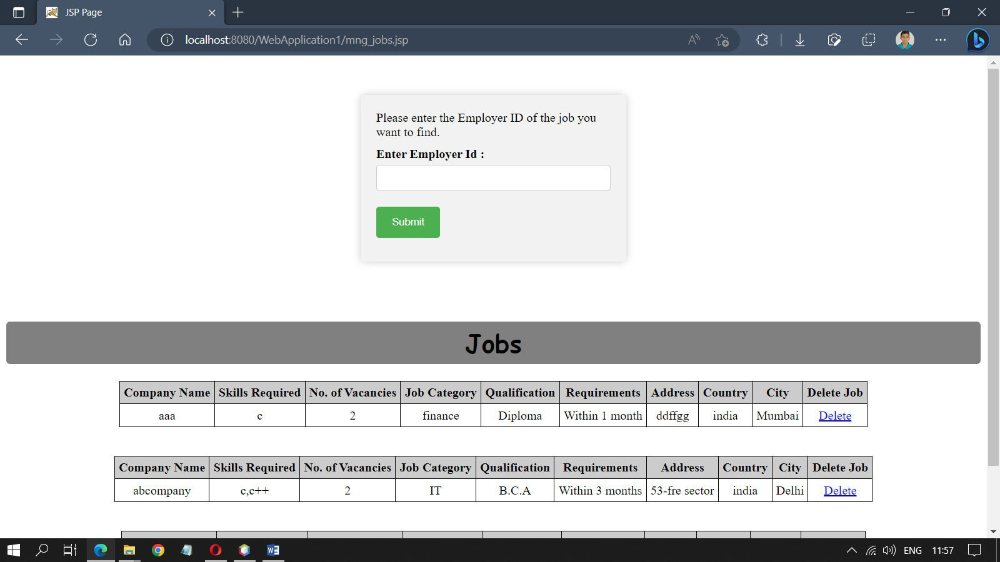 JSP Page
localhost:8080/WebApplication1/mng_jobs.jsp
Please enter the Employer ID of the job you
want to find.
Enter Employer Id :
Submit
Jobs
Company Name Skills Required No. of Vacancies Job Category Qualification Requirements Address Country City Delete Job
aaa c 2 finance Diploma Within 1 month ddffgg india Mumbai Delete
Company Name Skills Required No. of Vacancies Job Category Qualification Requirements Address Country City Delete Job
abcompany c,c++ 2 IT B.C.A Within 3 months 53-fre sector india Delhi Delete
ENG 11:57